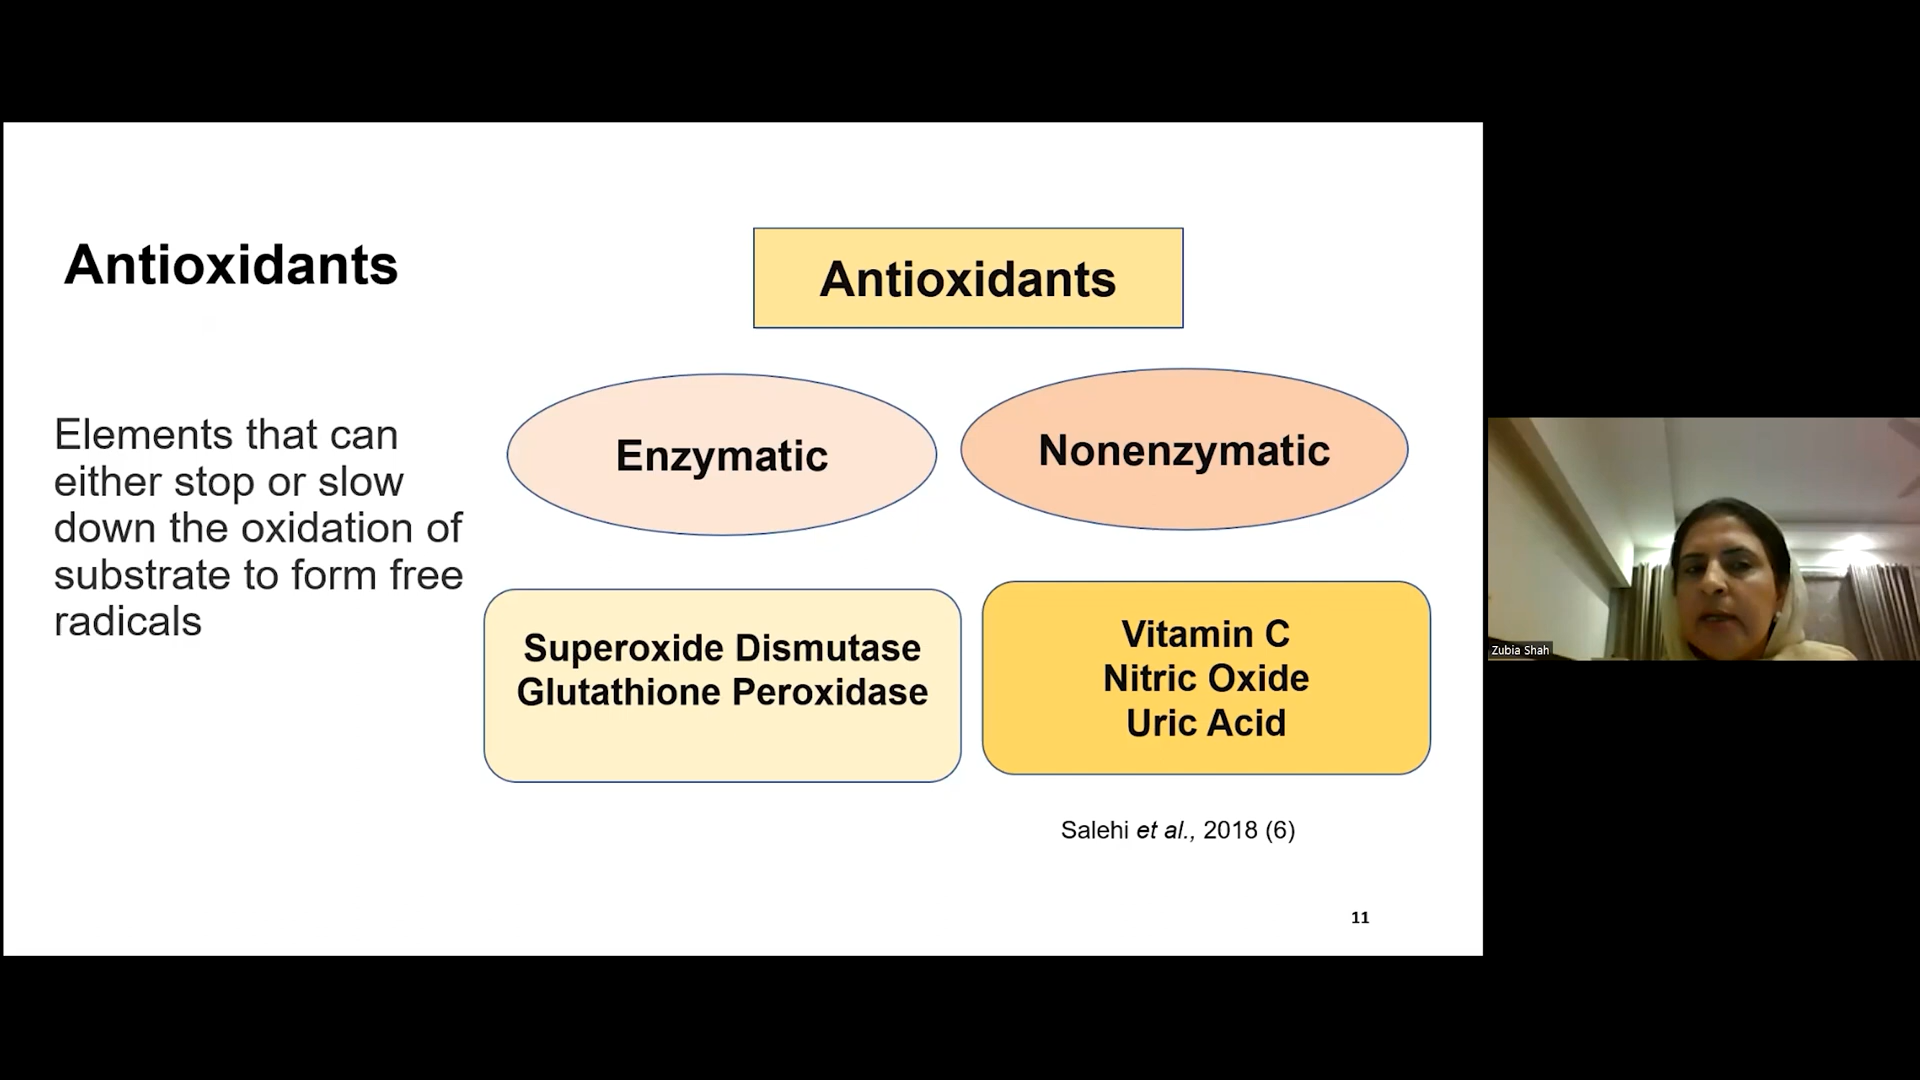 Antioxidants
Elements that can
either stop or slow
down the oxidation of
substrate to form free
radicals
Antioxidants
Enzymatic
Nonenzymatic
Superoxide Dismutase
Glutathione Peroxidase
Vitamin C
Nitric Oxide
Uric Acid
Salehi et al., 2018 (6)
11
Zubia Shah